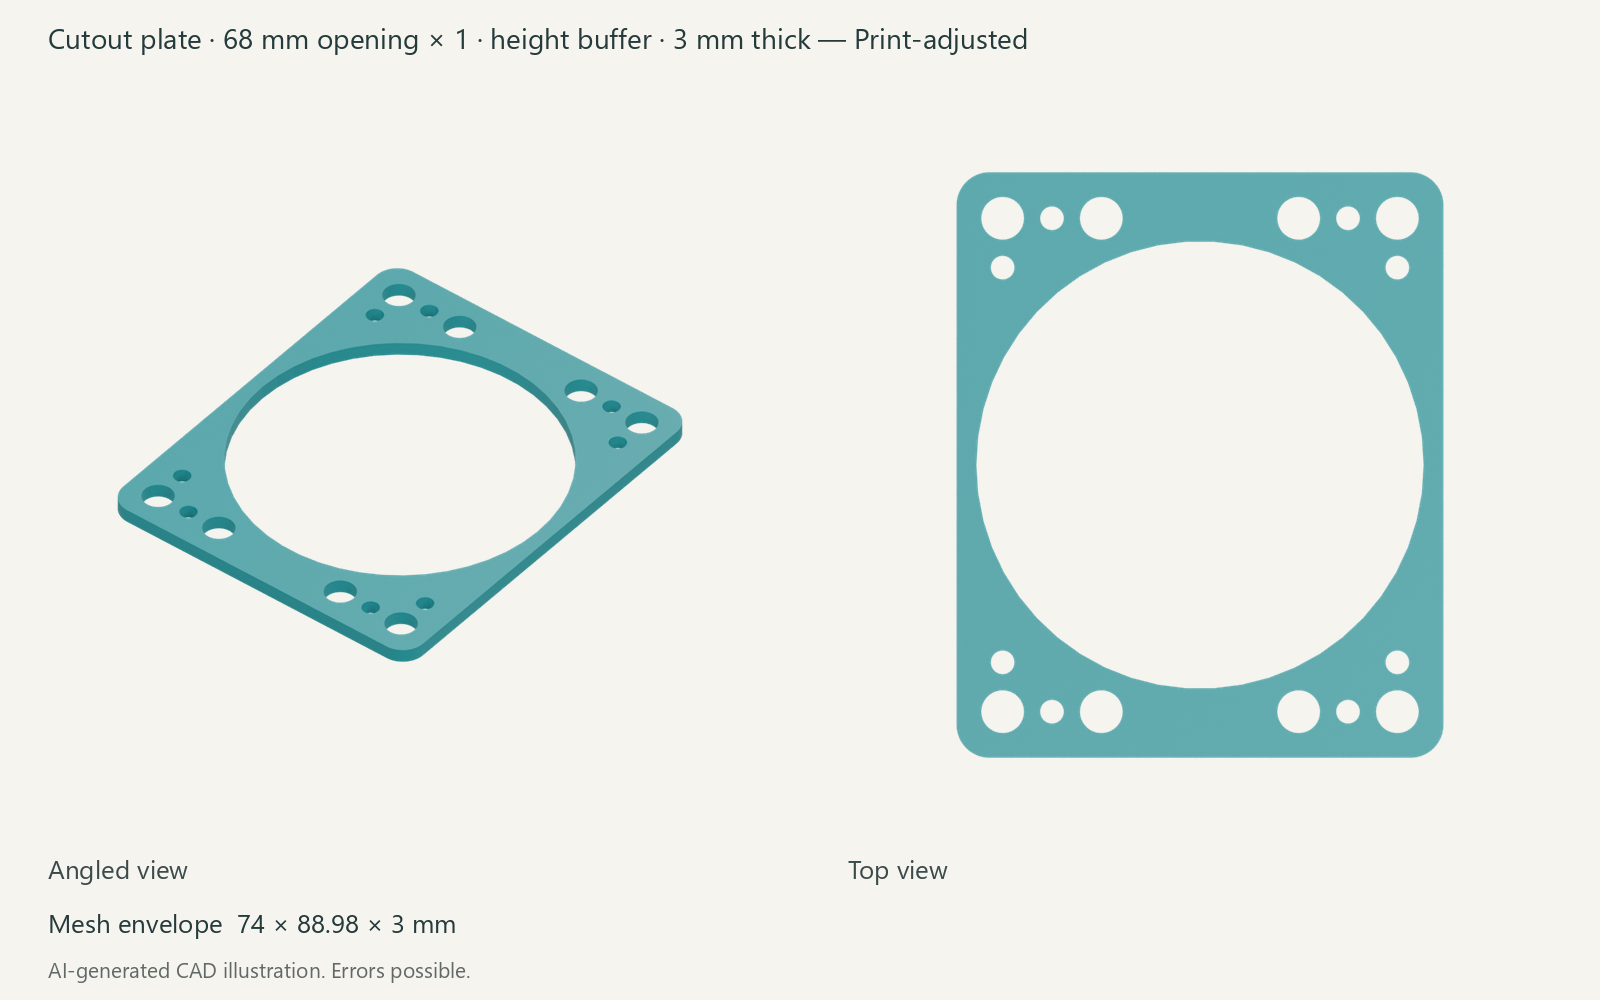 Cutout plate · 68 mm opening × 1 · height buffer · 3 mm thick — Print-adjusted
Angled view
Top view
Mesh envelope 74 × 88.98 × 3 mm
AI-generated CAD illustration. Errors possible.